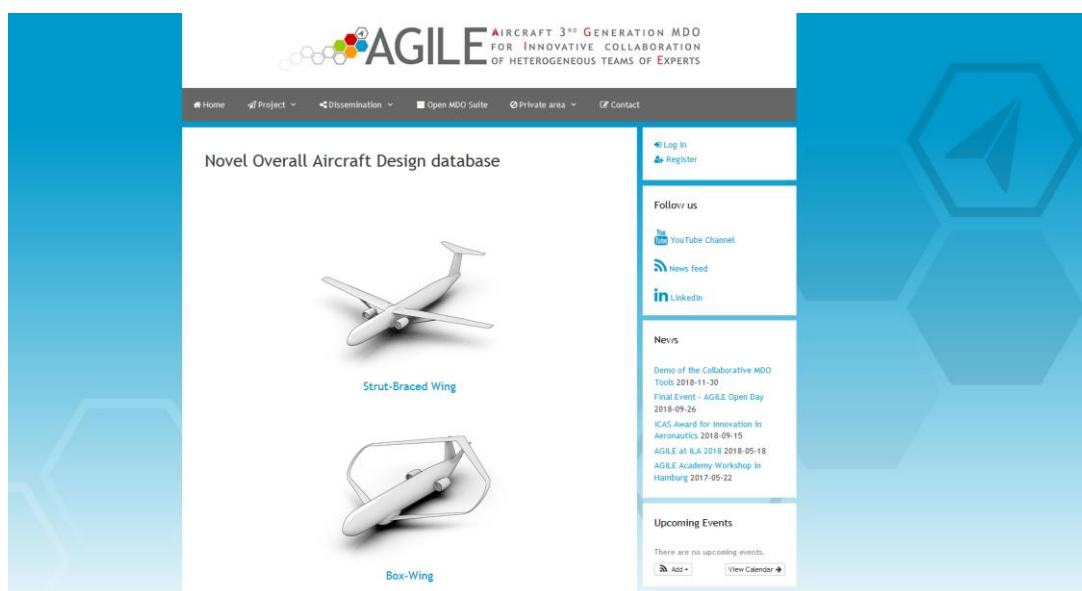 AGILE
AIRCRAFT 3RD GENERATION MDO
FOR INNOVATIVE COLLABORATION
OF HETEROGENEOUS TEAMS OF EXPERTS
Home Project Dissemination Open MDO Suite Private area Contact
Novel Overall Aircraft Design database
Strut-Braced Wing
Box-Wing
Log In
Register
Follow us
You Tube YouTube Channel
News feed
in LinkedIn
News
Demo of the Collaborative MDO
Tools 2018-11-30
Final Event - AGILE Open Day
2018-09-26
ICAS Award for Innovation in
Aeronautics 2018-09-15
AGILE at ILA 2018 2018-05-18
AGILE Academy Workshop in
Hamburg 2017-05-22
Upcoming Events
There are no upcoming events.
Add View Calendar